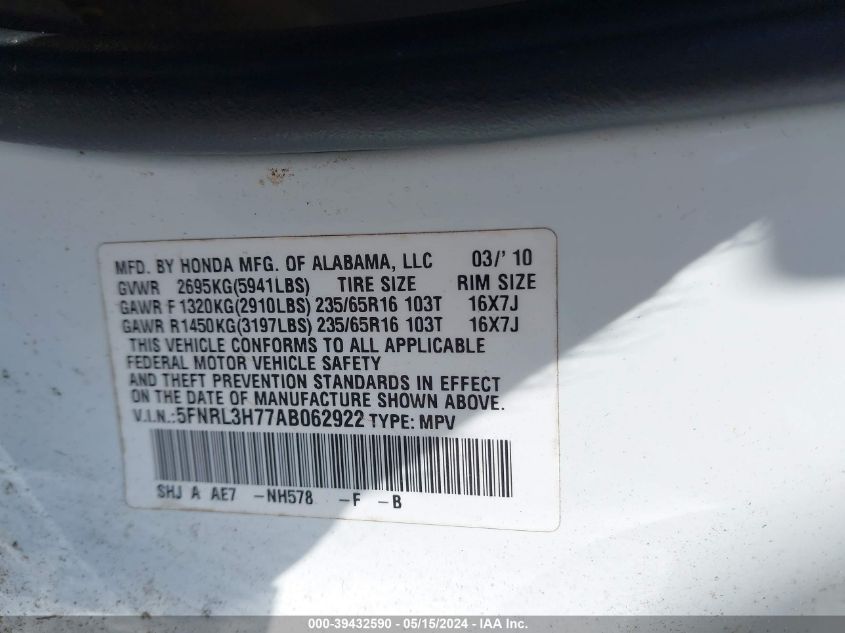 MFD. BY HONDA MFG. OF ALABAMA, LLC 03/' 10
GVWR 2695KG(5941LBS) TIRE SIZE RIM SIZE
GAWR F 1320KG(2910LBS) 235/65R16 103T 16X7J
GAWR R1450KG(3197LBS) 235/65R16 103T 16X7J
THIS VEHICLE CONFORMS TO ALL APPLICABLE
FEDERAL MOTOR VEHICLE SAFETY
AND THEFT PREVENTION STANDARDS IN EFFECT
ON THE DATE OF MANUFACTURE SHOWN ABOVE.
V.I.N.:5FNRL3H77AB062922 TYPE: MPV
SHJ A AE7 -NH578 -F -B
000-39432590 - 05/15/2024 - IAA Inc.